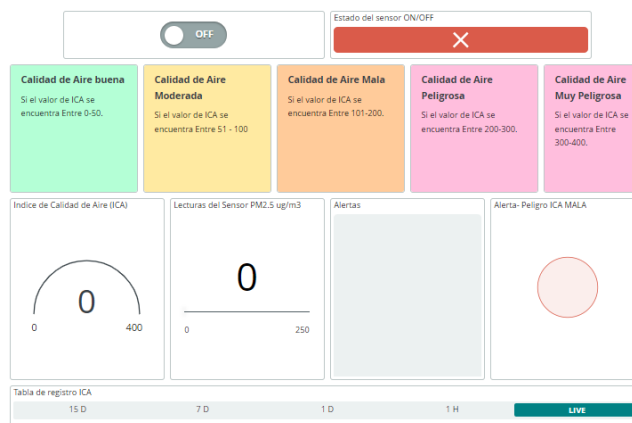 OFF
Estado del sensor ON/OFF
Calidad de Aire buena
Si el valor de ICA se
encuentra Entre 0-50.
Calidad de Aire
Moderada
Si el valor de ICA se
encuentra Entre 51 - 100
Calidad de Aire Mala
Si el valor de ICA se
encuentra Entre 101-200.
Calidad de Aire
Peligrosa
Si el valor de ICA se
encuentra Entre 200-300.
Calidad de Aire
Muy Peligrosa
Si el valor de ICA se
encuentra Entre
300-400.
Indice de Calidad de Aire (ICA)
0
0 400
Lecturas del Sensor PM2.5 ug/m3
0
0 250
Alertas
Alerta- Peligro ICA MALA
Tabla de registro ICA
15 D 7 D 1 D 1 H LIVE